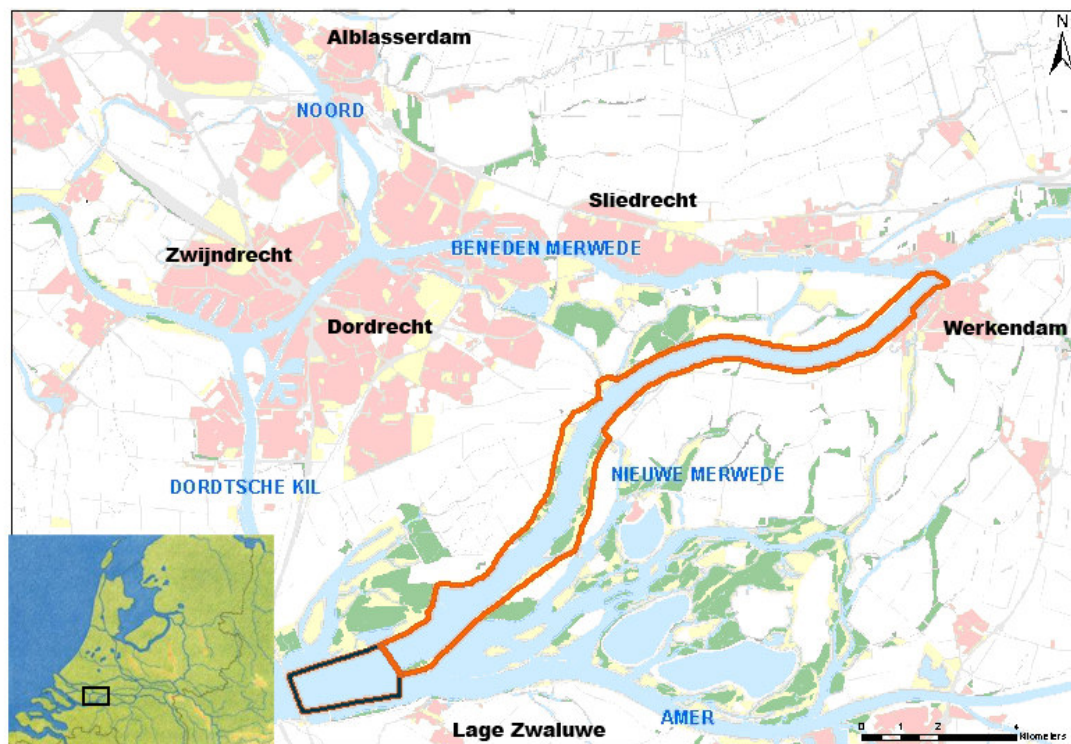 N
Alblasserdam
NOORD
Sliedrecht
Zwijndrecht
BENEDEN MERWEDE
Dordrecht
Werkendam
NIEUWE MERWEDE
DORDTSCHE KIL
Lage Zwaluwe
AMER
0 1 2 4
Kilometers